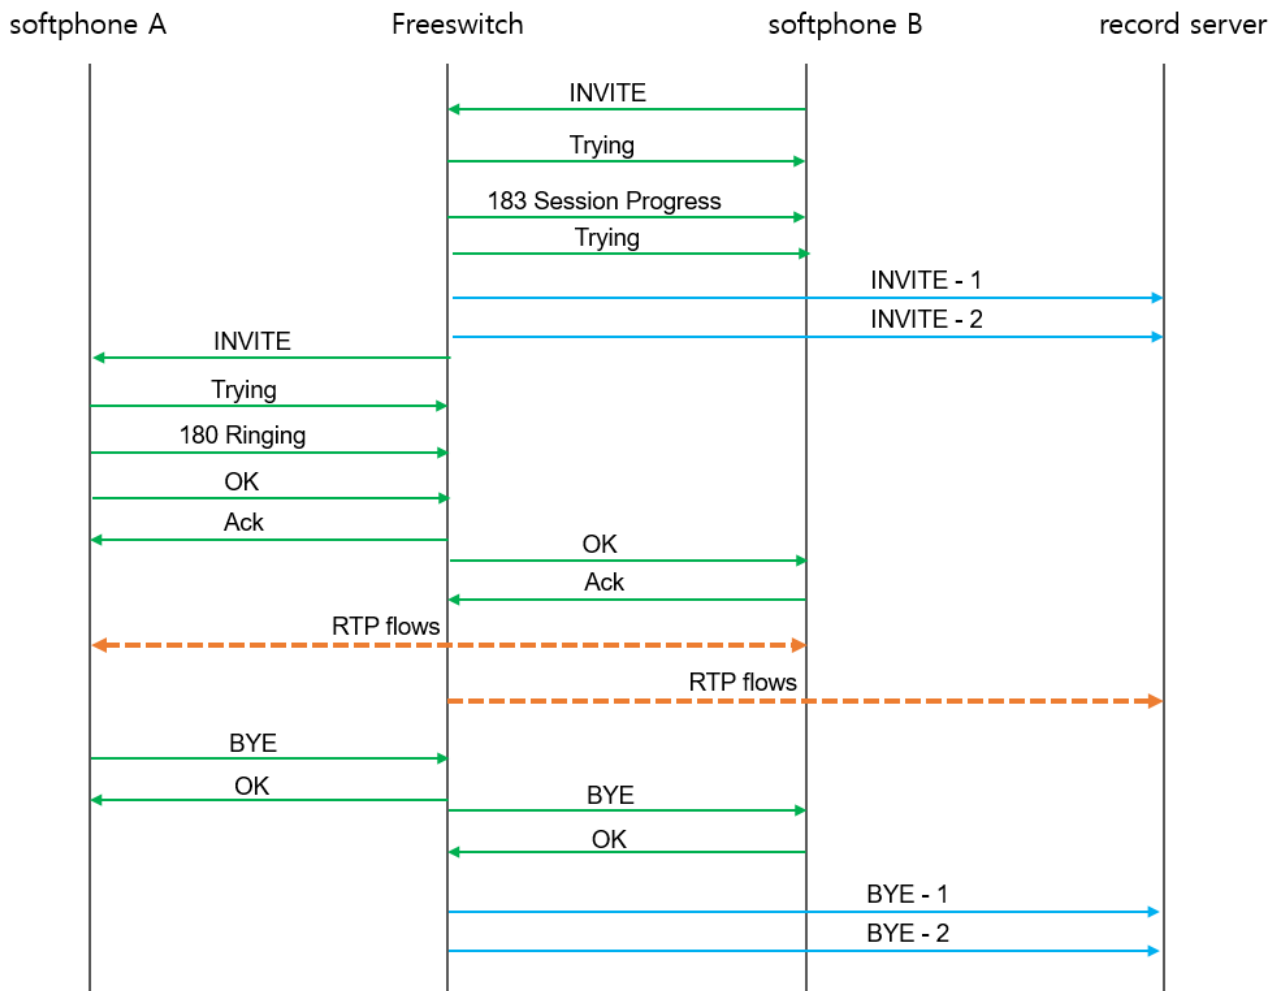 softphone A
Freeswitch
softphone B
record server
INVITE
Trying
183 Session Progress
Trying
INVITE - 1
INVITE - 2
INVITE
Trying
180 Ringing
OK
Ack
OK
Ack
RTP flows
RTP flows
BYE
OK
BYE
OK
BYE - 1
BYE - 2